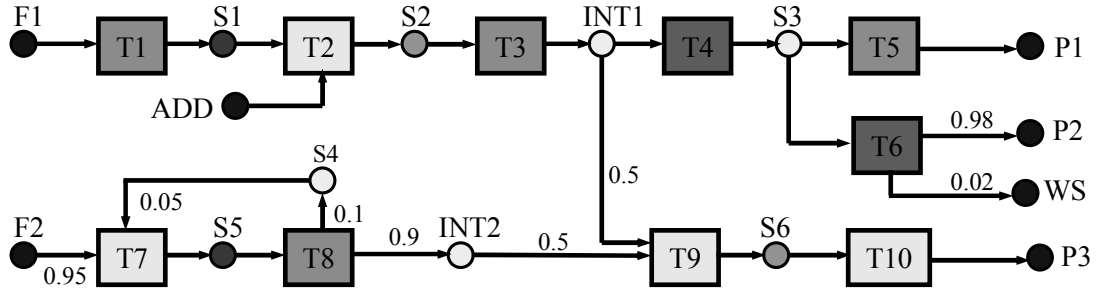 F1
S1
S2
INT1
S3
T1
T2
T3
T4
T5
P1
ADD
T6
0.98
P2
S4
0.5
0.02
WS
0.05
0.1
F2
S5
0.9
INT2
0.5
S6
T7
T8
T9
T10
P3
0.95